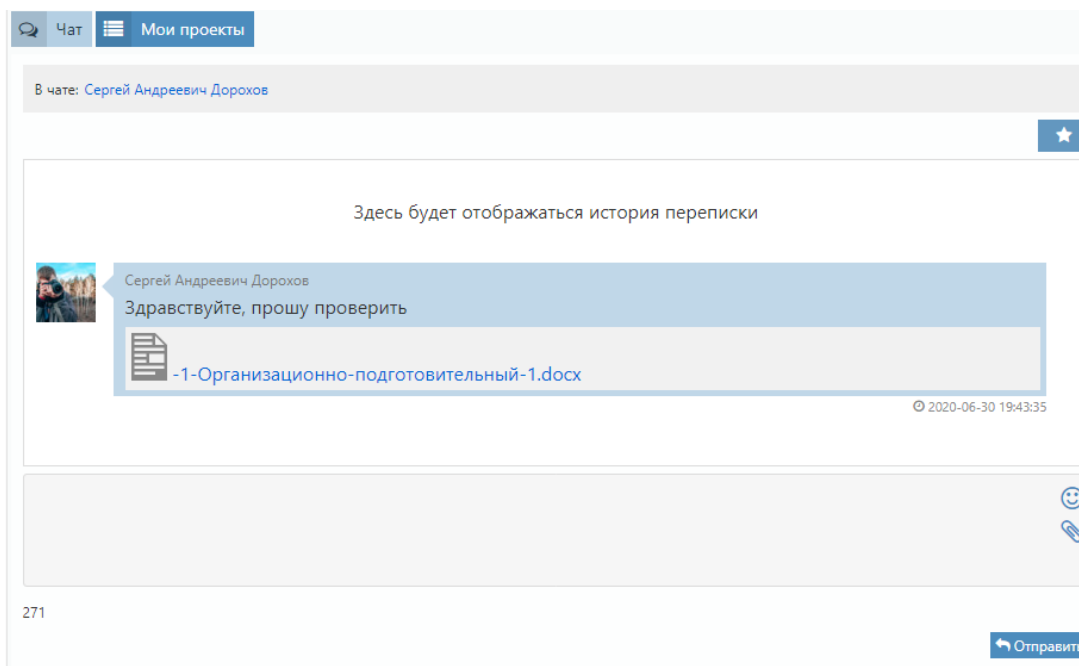 Чат Мои проекты
В чате: Сергей Андреевич Дорохов
Здесь будет отображаться история переписки
Сергей Андреевич Дорохов
Здравствуйте, прошу проверить
-1-Организационно-подготовительный-1.docx
2020-06-30 19:43:35
271
Отправить